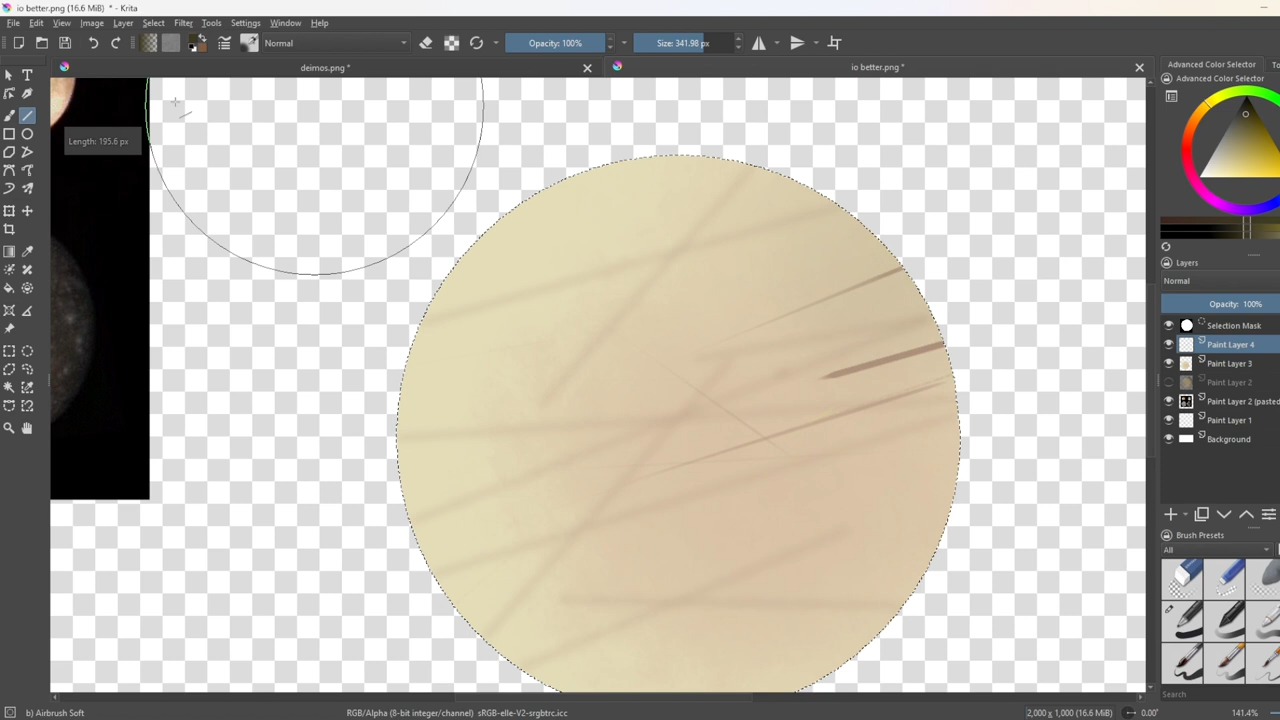 io better.png (16.6 MiB) * - Krita
File Edit View Image Layer Select Filter Tools Settings Window Help
Normal Opacity: 100% Size: 341.98 px
deimos.png * io better.png *
Length: 195.6 px
Advanced Color Selector To
Advanced Color Selector
Layers
Normal
Opacity: 100%
Selection Mask
Paint Layer 4
Paint Layer 3
Paint Layer 2
Paint Layer 2 (pasted
Paint Layer 1
Background
Brush Presets
All
Search
b) Airbrush Soft RGB/Alpha (8-bit integer/channel) sRGB-elle-V2-srgbtrc.icc 2,000 x 1,000 (16.6 MiB) 0.00° 141.4%